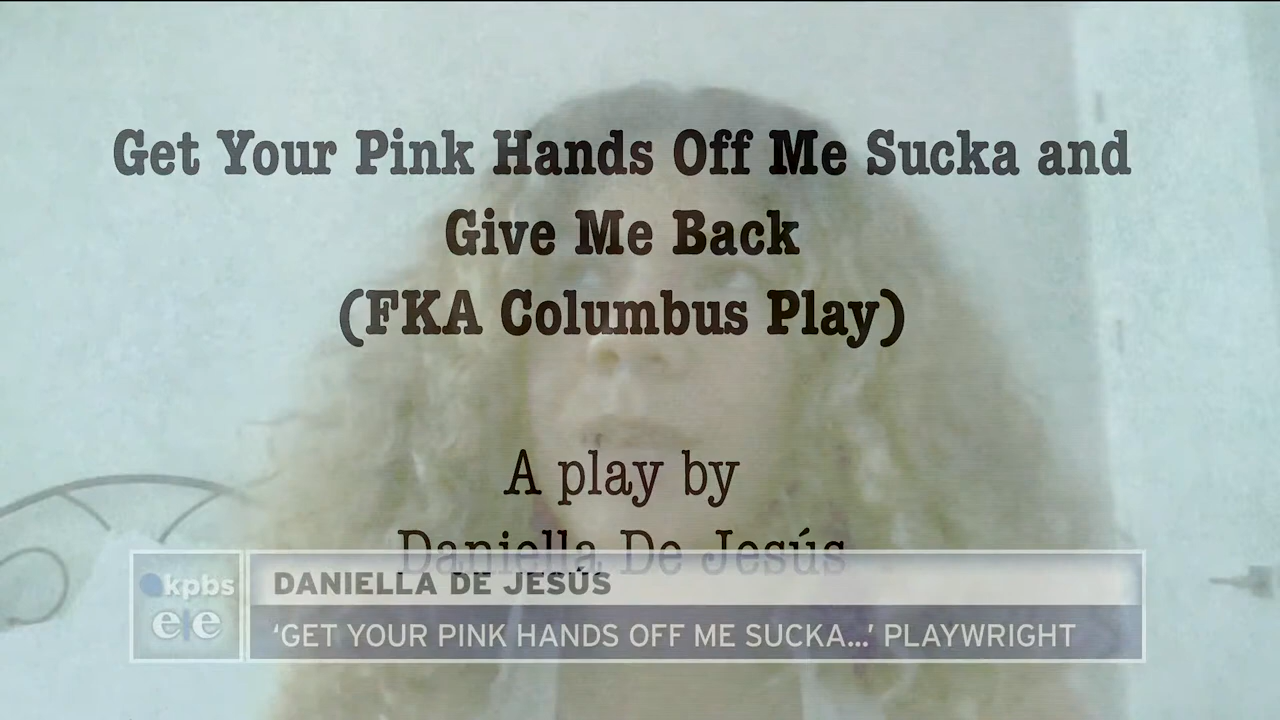 Get Your Pink Hands Off Me Sucka and
Give Me Back
(FKA Columbus Play)
A play by
Daniella De Jesús
kpbs
e|e
DANIELLA DE JESÚS
‘GET YOUR PINK HANDS OFF ME SUCKA...’ PLAYWRIGHT